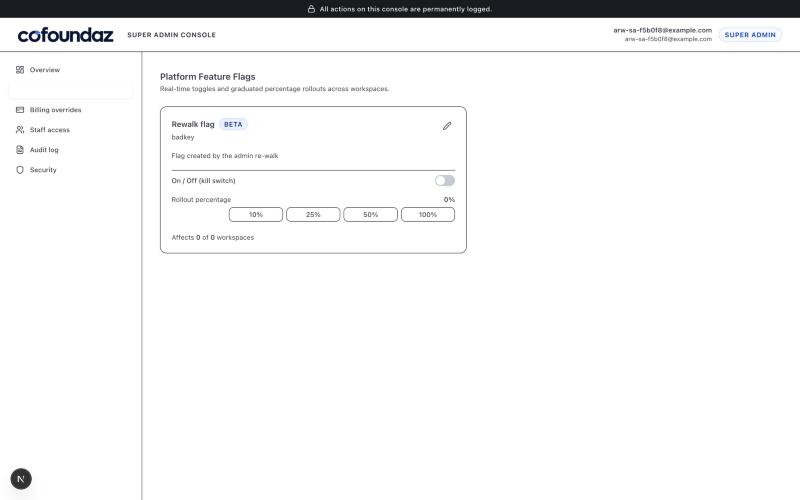 All actions on this console are permanently logged.
cofoundaz SUPER ADMIN CONSOLE
arw-sa-f5b0f8@example.com
arw-sa-f5b0f8@example.com
SUPER ADMIN
Overview
Billing overrides
Staff access
Audit log
Security
Platform Feature Flags
Real-time toggles and graduated percentage rollouts across workspaces.
Rewalk flag BETA
badkey
Flag created by the admin re-walk
On / Off (kill switch)
Rollout percentage 0%
10% 25% 50% 100%
Affects 0 of 0 workspaces
N